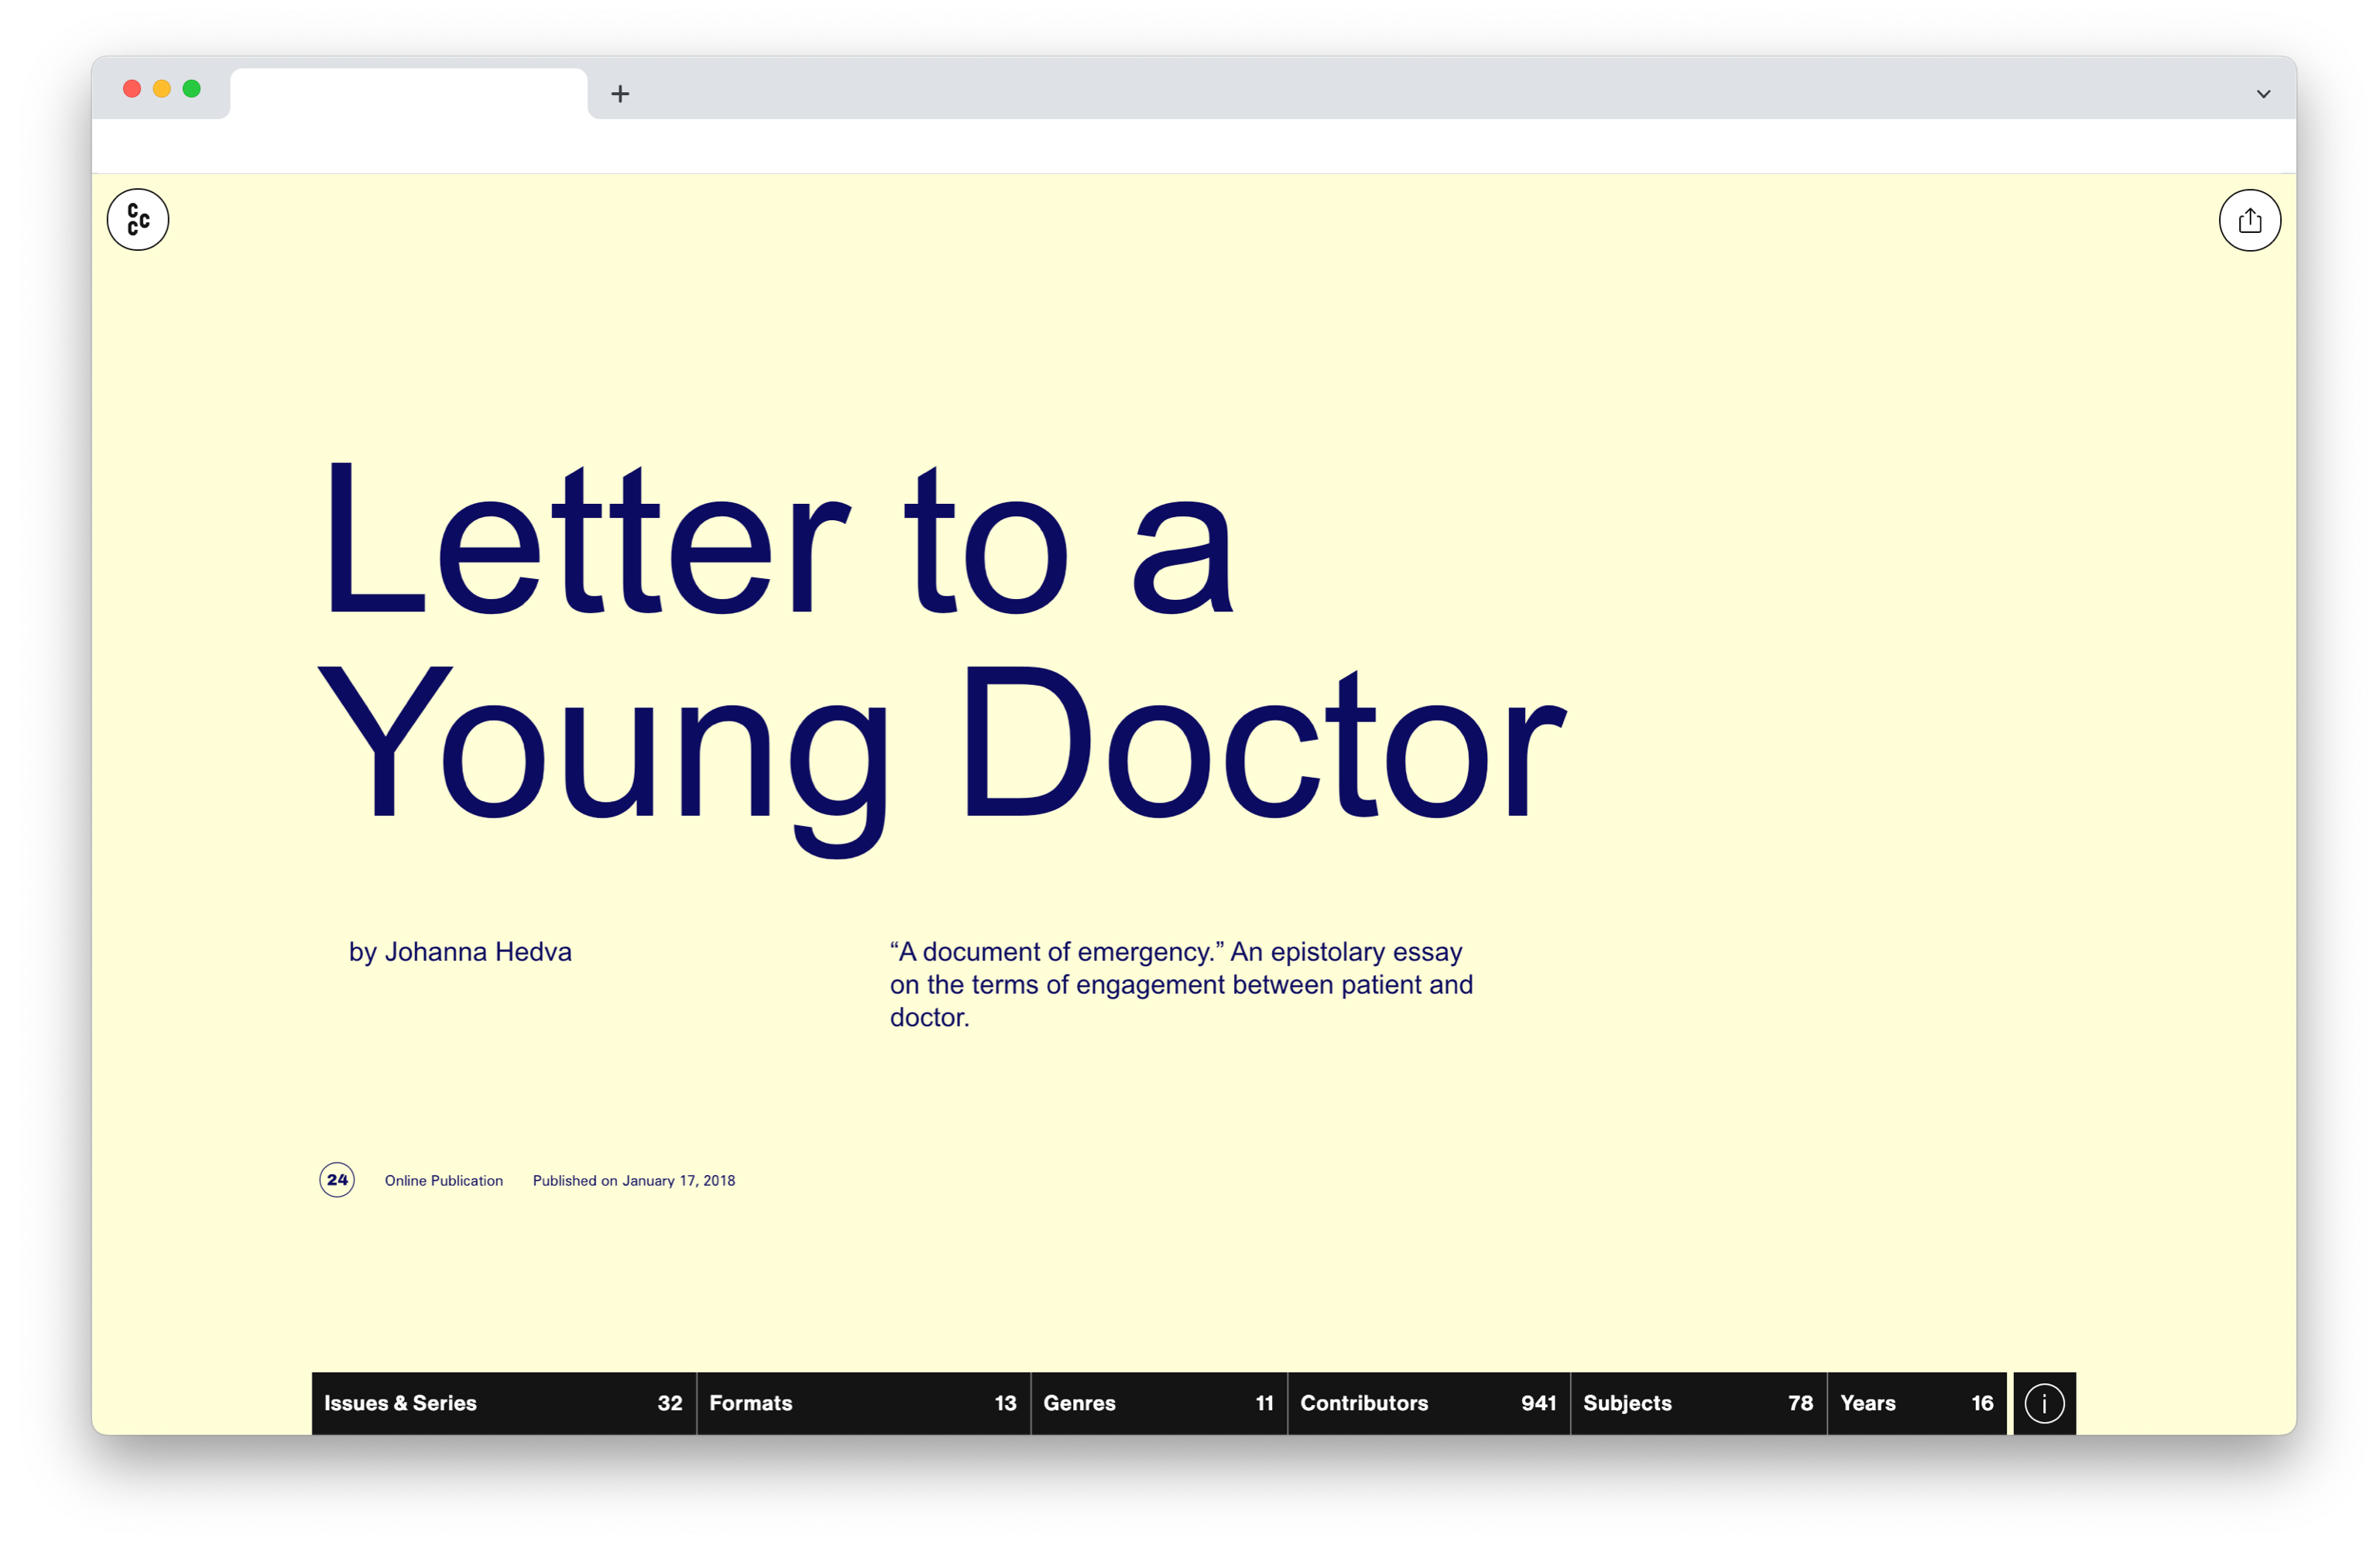 C
C
C
Letter to a
Young Doctor
by Johanna Hedva
“A document of emergency.” An epistolary essay
on the terms of engagement between patient and
doctor.
24 Online Publication Published on January 17, 2018
Issues & Series 32 Formats 13 Genres 11 Contributors 941 Subjects 78 Years 16 i